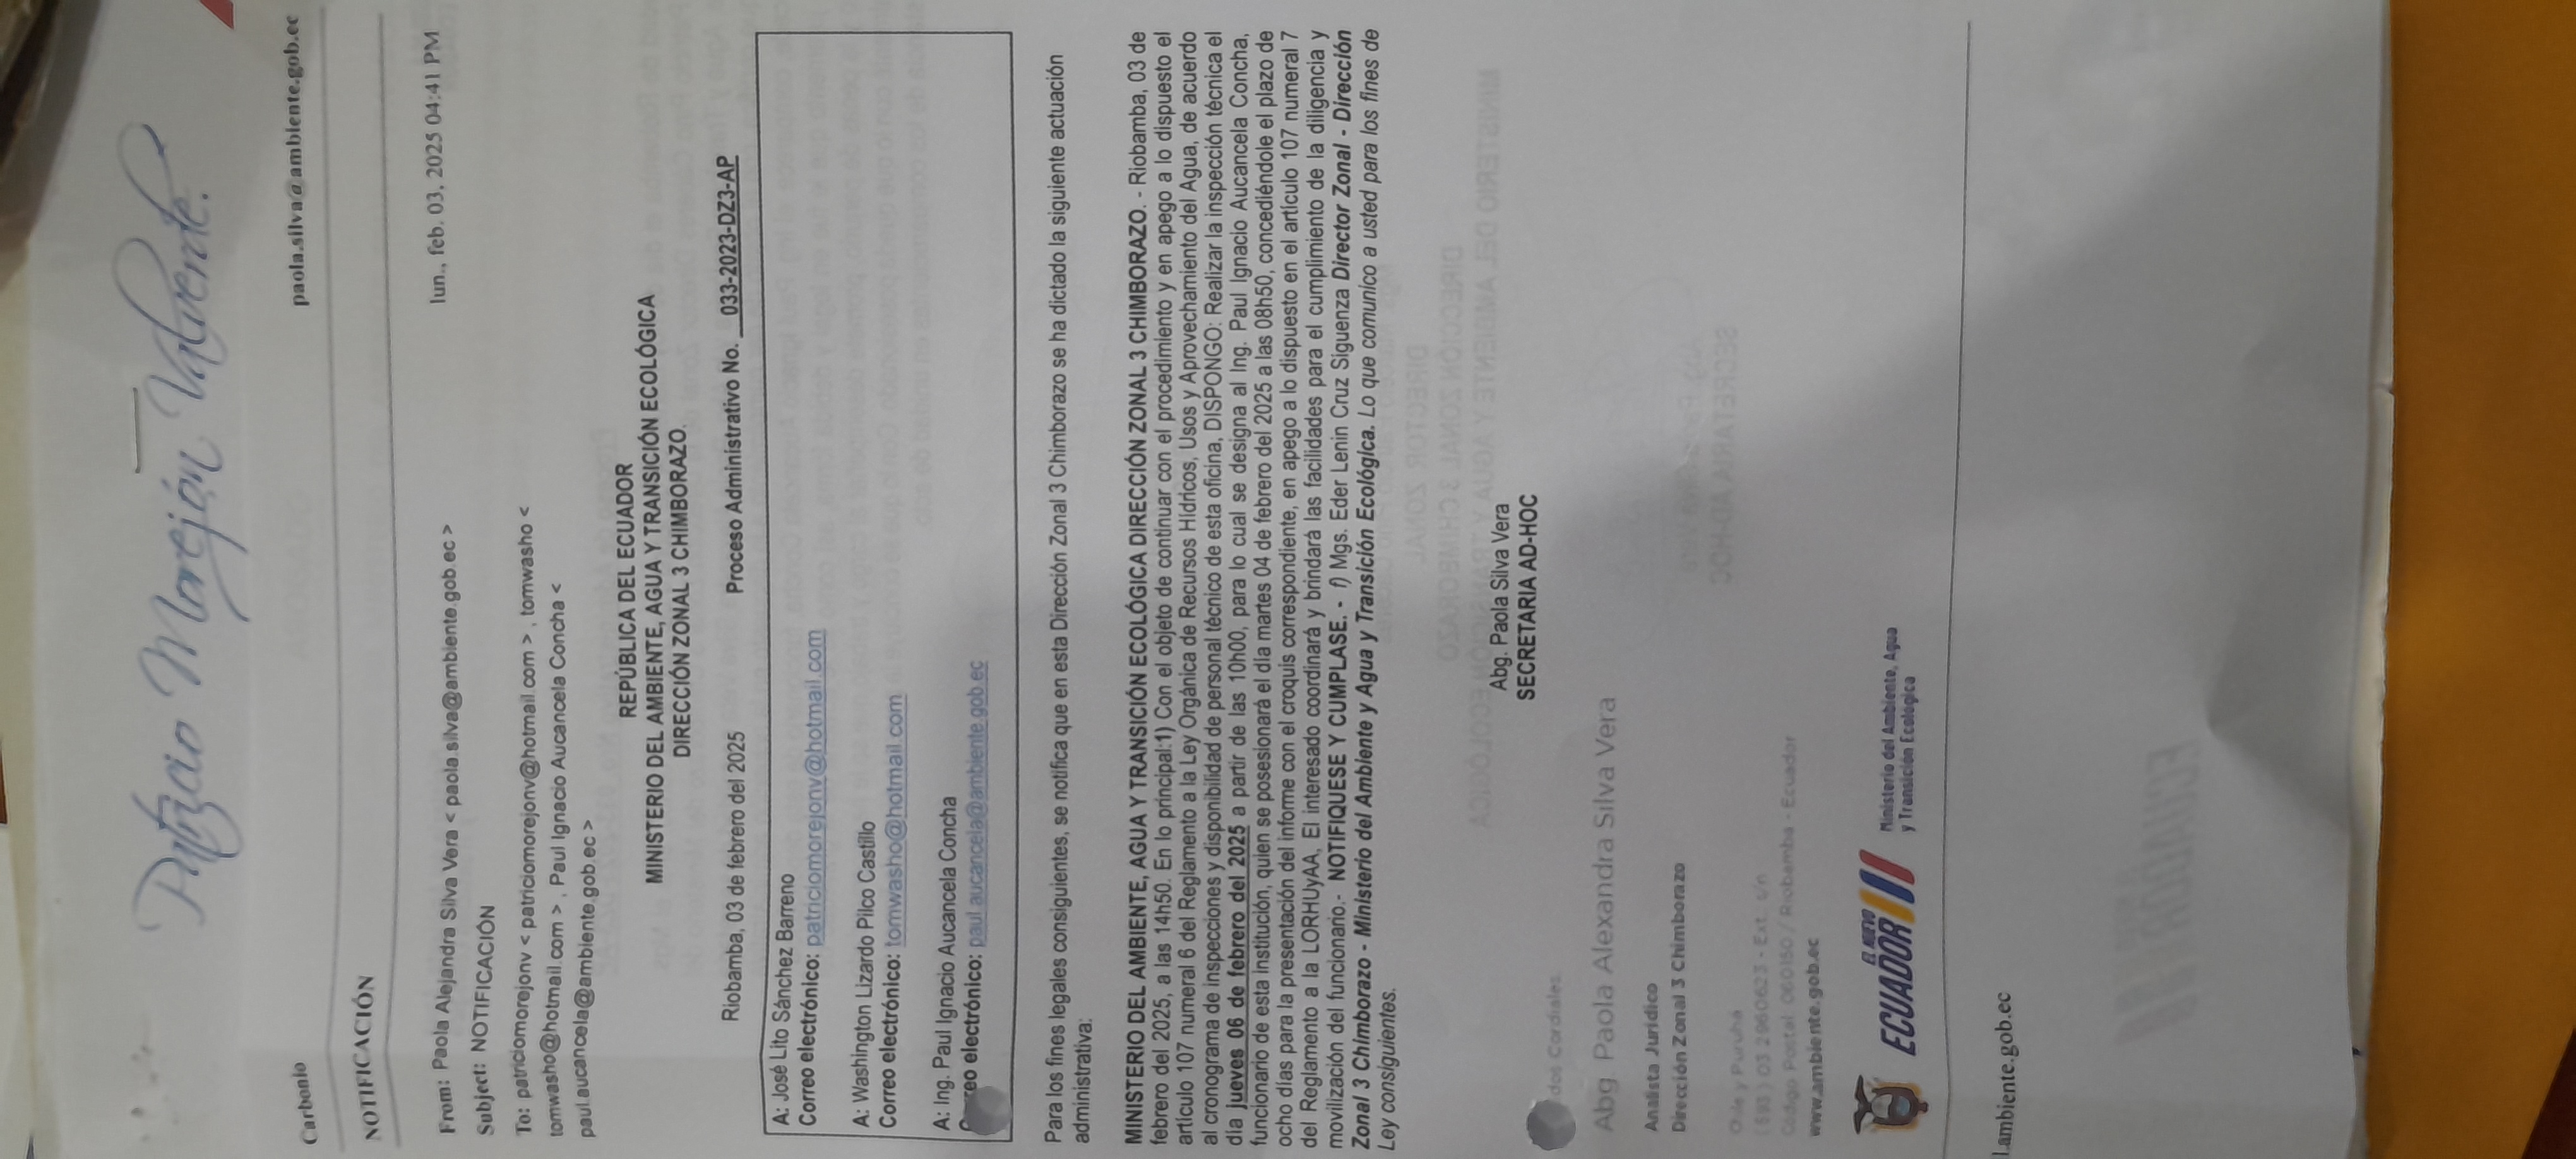 Patricio Morejón Valverde.
Carbonio
paola.silva@ambiente.gob.ec
NOTIFICACIÓN
From: Paola Alejandra Silva Vera < paola.silva@ambiente.gob.ec >
lun., feb. 03, 2025 04:41 PM
Subject: NOTIFICACIÓN
To: patriciomorejonv < patriciomorejonv@hotmail.com > , tomwasho <
tomwasho@hotmail.com > , Paul Ignacio Aucancela Concha <
paul.aucancela@ambiente.gob.ec >
REPÚBLICA DEL ECUADOR
MINISTERIO DEL AMBIENTE, AGUA Y TRANSICIÓN ECOLÓGICA
DIRECCIÓN ZONAL 3 CHIMBORAZO.
Riobamba, 03 de febrero del 2025
Proceso Administrativo No. 033-2023-DZ3-AP
A: José Lito Sánchez Barreno
Correo electrónico: patriciomorejonv@hotmail.com
A: Washington Lizardo Pilco Castillo
Correo electrónico: tomwasho@hotmail.com
A: Ing. Paul Ignacio Aucancela Concha
Correo electrónico: paul.aucancela@ambiente.gob.ec
Para los fines legales consiguientes, se notifica que en esta Dirección Zonal 3 Chimborazo se ha dictado la siguiente actuación
administrativa:
MINISTERIO DEL AMBIENTE, AGUA Y TRANSICIÓN ECOLÓGICA DIRECCIÓN ZONAL 3 CHIMBORAZO. - Riobamba, 03 de
febrero del 2025, a las 14h50. En lo principal:1) Con el objeto de continuar con el procedimiento y en apego a lo dispuesto el
artículo 107 numeral 6 del Reglamento a la Ley Orgánica de Recursos Hídricos, Usos y Aprovechamiento del Agua, de acuerdo
al cronograma de inspecciones y disponibilidad de personal técnico de esta oficina, DISPONGO: Realizar la inspección técnica el
día jueves 06 de febrero del 2025 a partir de las 10h00, para lo cual se designa al Ing. Paul Ignacio Aucancela Concha,
funcionario de esta institución, quien se posesionará el día martes 04 de febrero del 2025 a las 08h50, concediéndole el plazo de
ocho días para la presentación del informe con el croquis correspondiente, en apego a lo dispuesto en el artículo 107 numeral 7
del Reglamento a la LORHUyAA, El interesado coordinará y brindará las facilidades para el cumplimiento de la diligencia y
movilización del funcionario.- NOTIFIQUESE Y CUMPLASE. - f) Mgs. Eder Lenin Cruz Siguenza Director Zonal - Dirección
Zonal 3 Chimborazo - Ministerio del Ambiente y Agua y Transición Ecológica. Lo que comunico a usted para los fines de
Ley consiguientes.
Abg. Paola Silva Vera
SECRETARIA AD-HOC
dos Cordiales.
Abg. Paola Alexandra Silva Vera
Analista Jurídico
Dirección Zonal 3 Chimborazo
Chile y Puruhá
(593 ) 03 2960623 - Ext. s/n
Código Postal: 060150 / Riobamba - Ecuador
www.ambiente.gob.ec
EL NUEVO
ECUADOR
Ministerio del Ambiente, Agua
y Transición Ecológica
l.ambiente.gob.ec